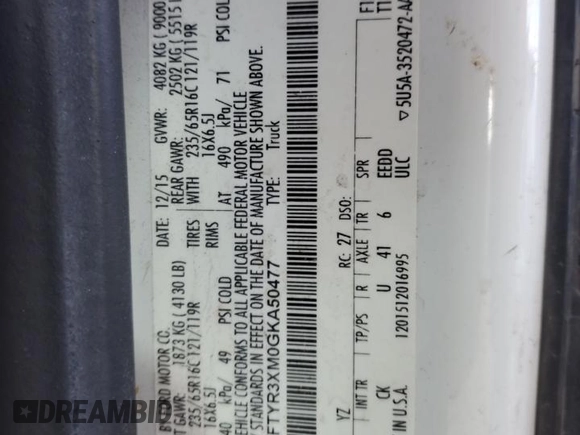 DATE: 12/15 GVWR: 4082 KG ( 9000
FORD MOTOR CO.
REAR GAWR: 2502 KG ( 5515 L
T GAWR: 1873 KG ( 4130 LB)
WITH 235/65R16C 121/119R
TIRES 235/65R16C 121/119R
RIMS 16X6.5J
16X6.5J
AT 490 kPa/ 71 PSI COLD
40 kPa/ 49 PSI COLD
VEHICLE CONFORMS TO ALL APPLICABLE FEDERAL MOTOR VEHICLE
STANDARDS IN EFFECT ON THE DATE OF MANUFACTURE SHOWN ABOVE.
FTYR3XM0GKA50477
TYPE: Truck
YZ RC: 27 DSO:
INT TR TP/PS R AXLE TR SPR
CK U 41 6 EEDD
IN U.S.A. 1201512016995 ULC
5U5A-3520472-AA
DREAMBID